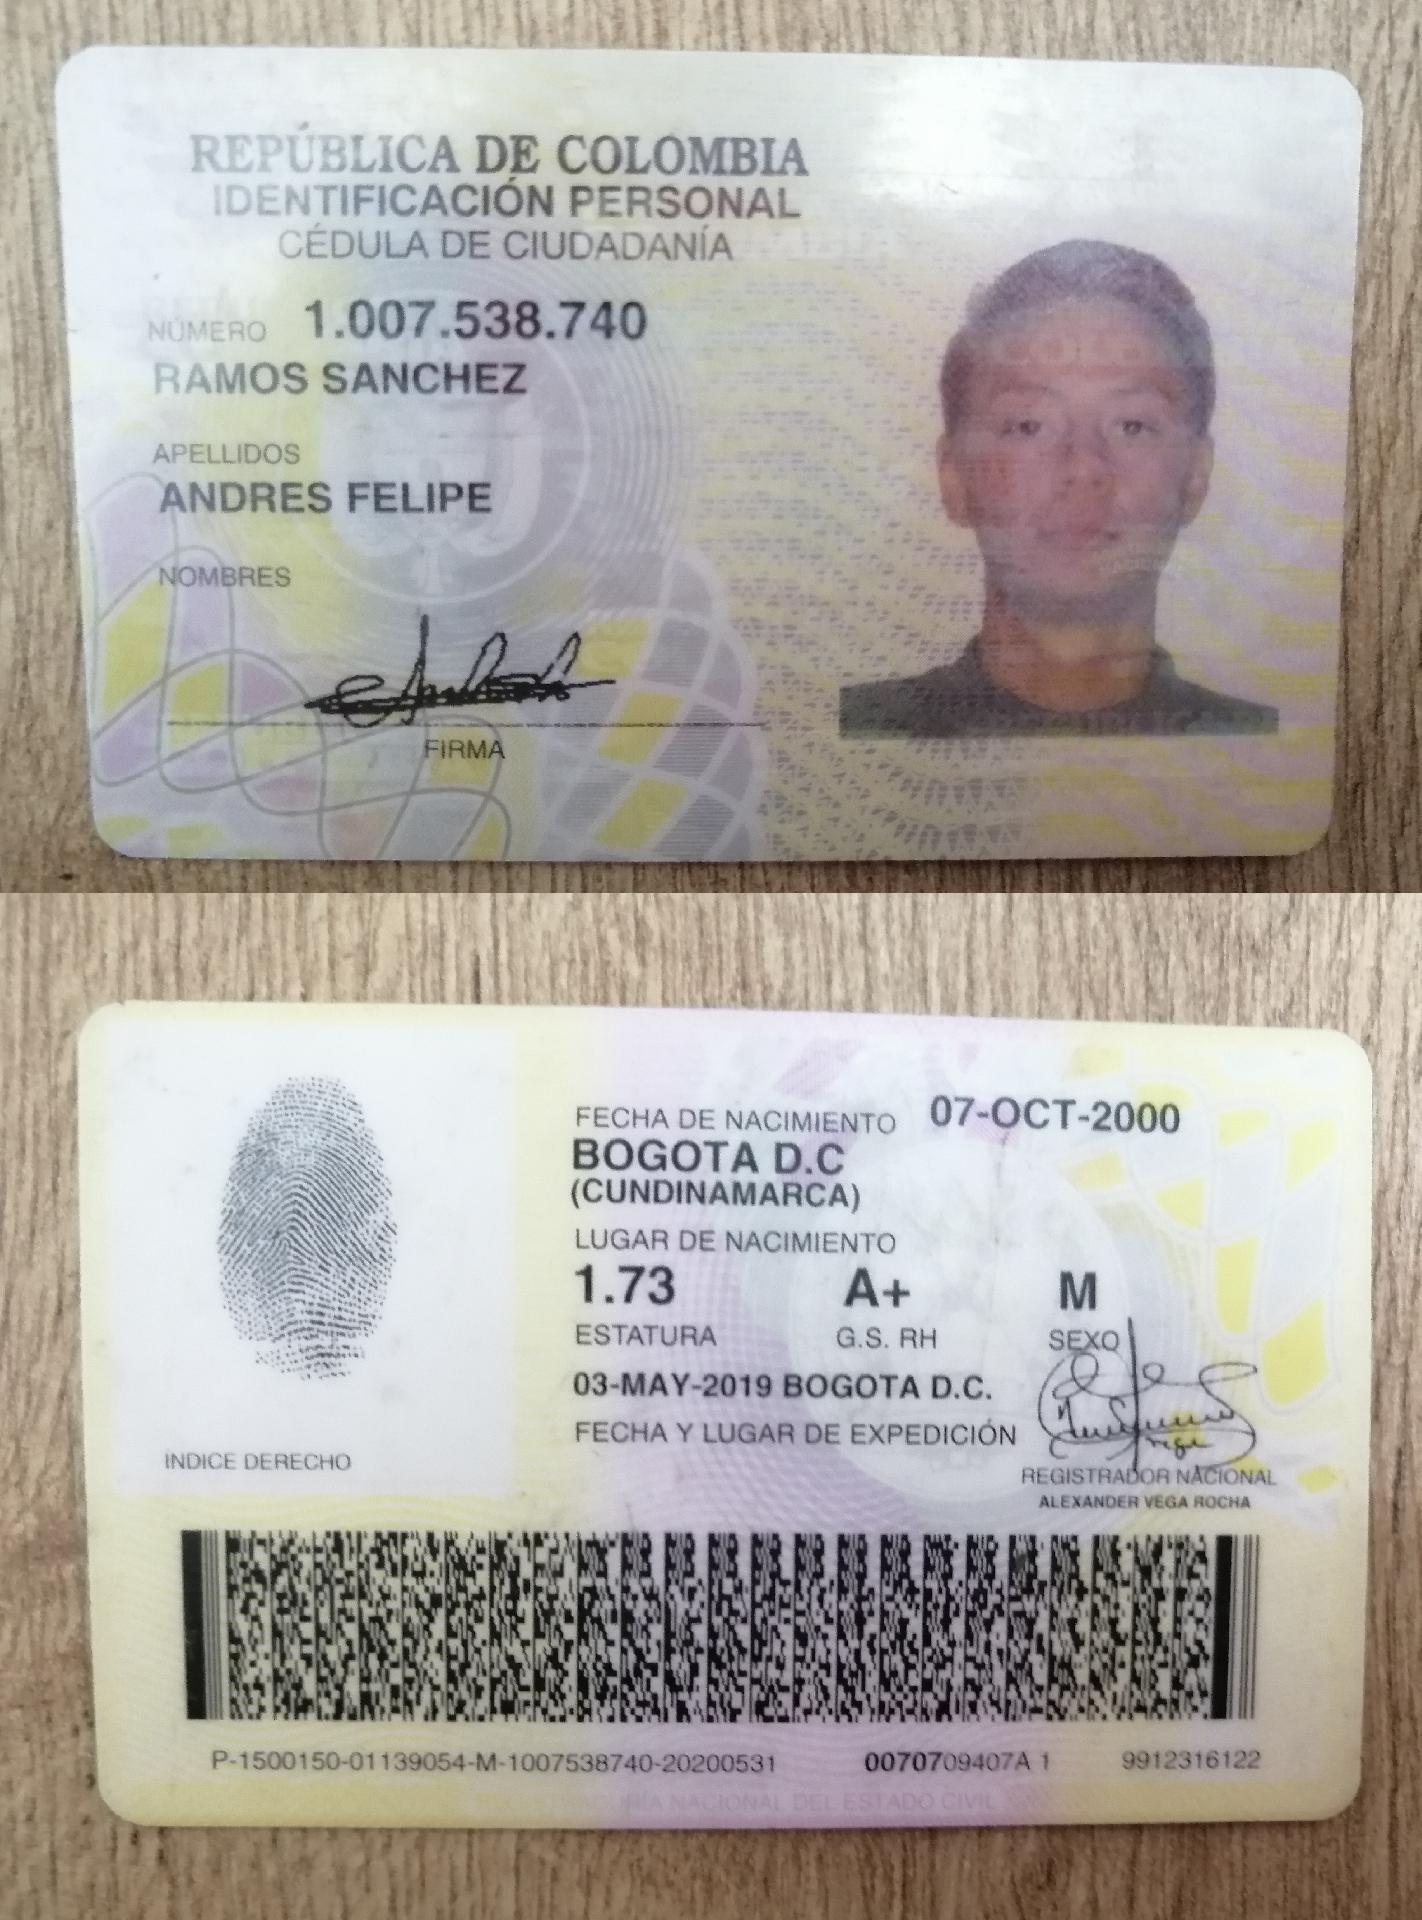 REPÚBLICA DE COLOMBIA
IDENTIFICACIÓN PERSONAL
CÉDULA DE CIUDADANÍA
NÚMERO 1.007.538.740
RAMOS SANCHEZ
APELLIDOS
ANDRES FELIPE
NOMBRES
FIRMA
FECHA DE NACIMIENTO 07-OCT-2000
BOGOTA D.C
(CUNDINAMARCA)
LUGAR DE NACIMIENTO
1.73 A+ M
ESTATURA G.S. RH SEXO
03-MAY-2019 BOGOTA D.C.
FECHA Y LUGAR DE EXPEDICIÓN
INDICE DERECHO
REGISTRADOR NACIONAL
ALEXANDER VEGA ROCHA
P-1500150-01139054-M-1007538740-20200531 0070709407A 1 9912316122
REGISTRADURÍA NACIONAL DEL ESTADO CIVIL